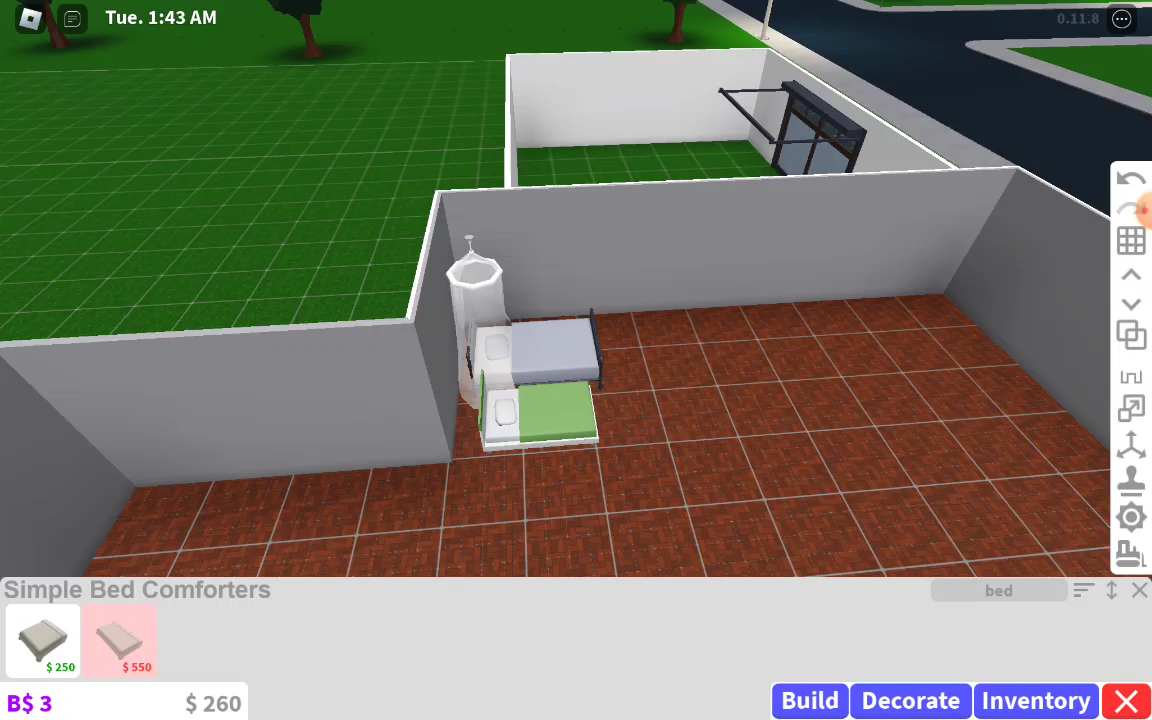 Tue. 1:43 AM
0.11:8
Simple Bed Comforters
bed
$ 250
$ 550
B$ 3
$ 260
Build
Decorate
Inventory